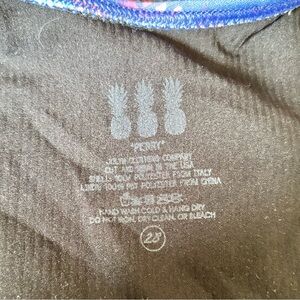 "PERRY"
JOLYN CLOTHING COMPANY
CUT AND SEWN IN THE USA
SHELL: 100% POLYESTER FROM ITALY
LINING: 100% PBT POLYESTER FROM CHINA
HAND WASH COLD & HANG DRY
DO NOT IRON, DRY CLEAN, OR BLEACH
28